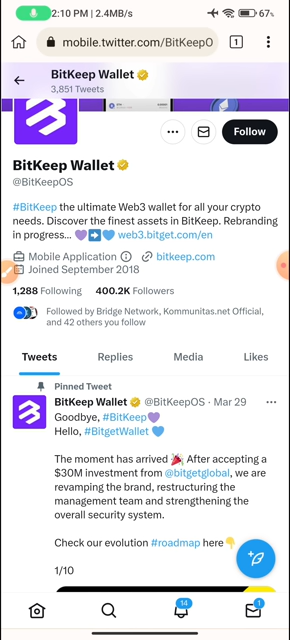 2:10 PM | 2.4MB/s
67%
mobile.twitter.com/BitKeepO
1
BitKeep Wallet
3,851 Tweets
Follow
BitKeep Wallet
@BitKeepOS
#BitKeep the ultimate Web3 wallet for all your crypto
needs. Discover the finest assets in BitKeep. Rebranding
in progress... 💜➡️💙 web3.bitget.com/en
Mobile Application bitkeep.com
Joined September 2018
1,288 Following 400.2K Followers
Followed by Bridge Network, Kommunitas.net Official,
and 42 others you follow
Tweets Replies Media Likes
Pinned Tweet
BitKeep Wallet @BitKeepOS · Mar 29
Goodbye, #BitKeep💜
Hello, #BitgetWallet 💙
The moment has arrived 🎉 After accepting a
$30M investment from @bitgetglobal, we are
revamping the brand, restructuring the
management team and strengthening the
overall security system.
Check our evolution #roadmap here👇
1/10
14
1